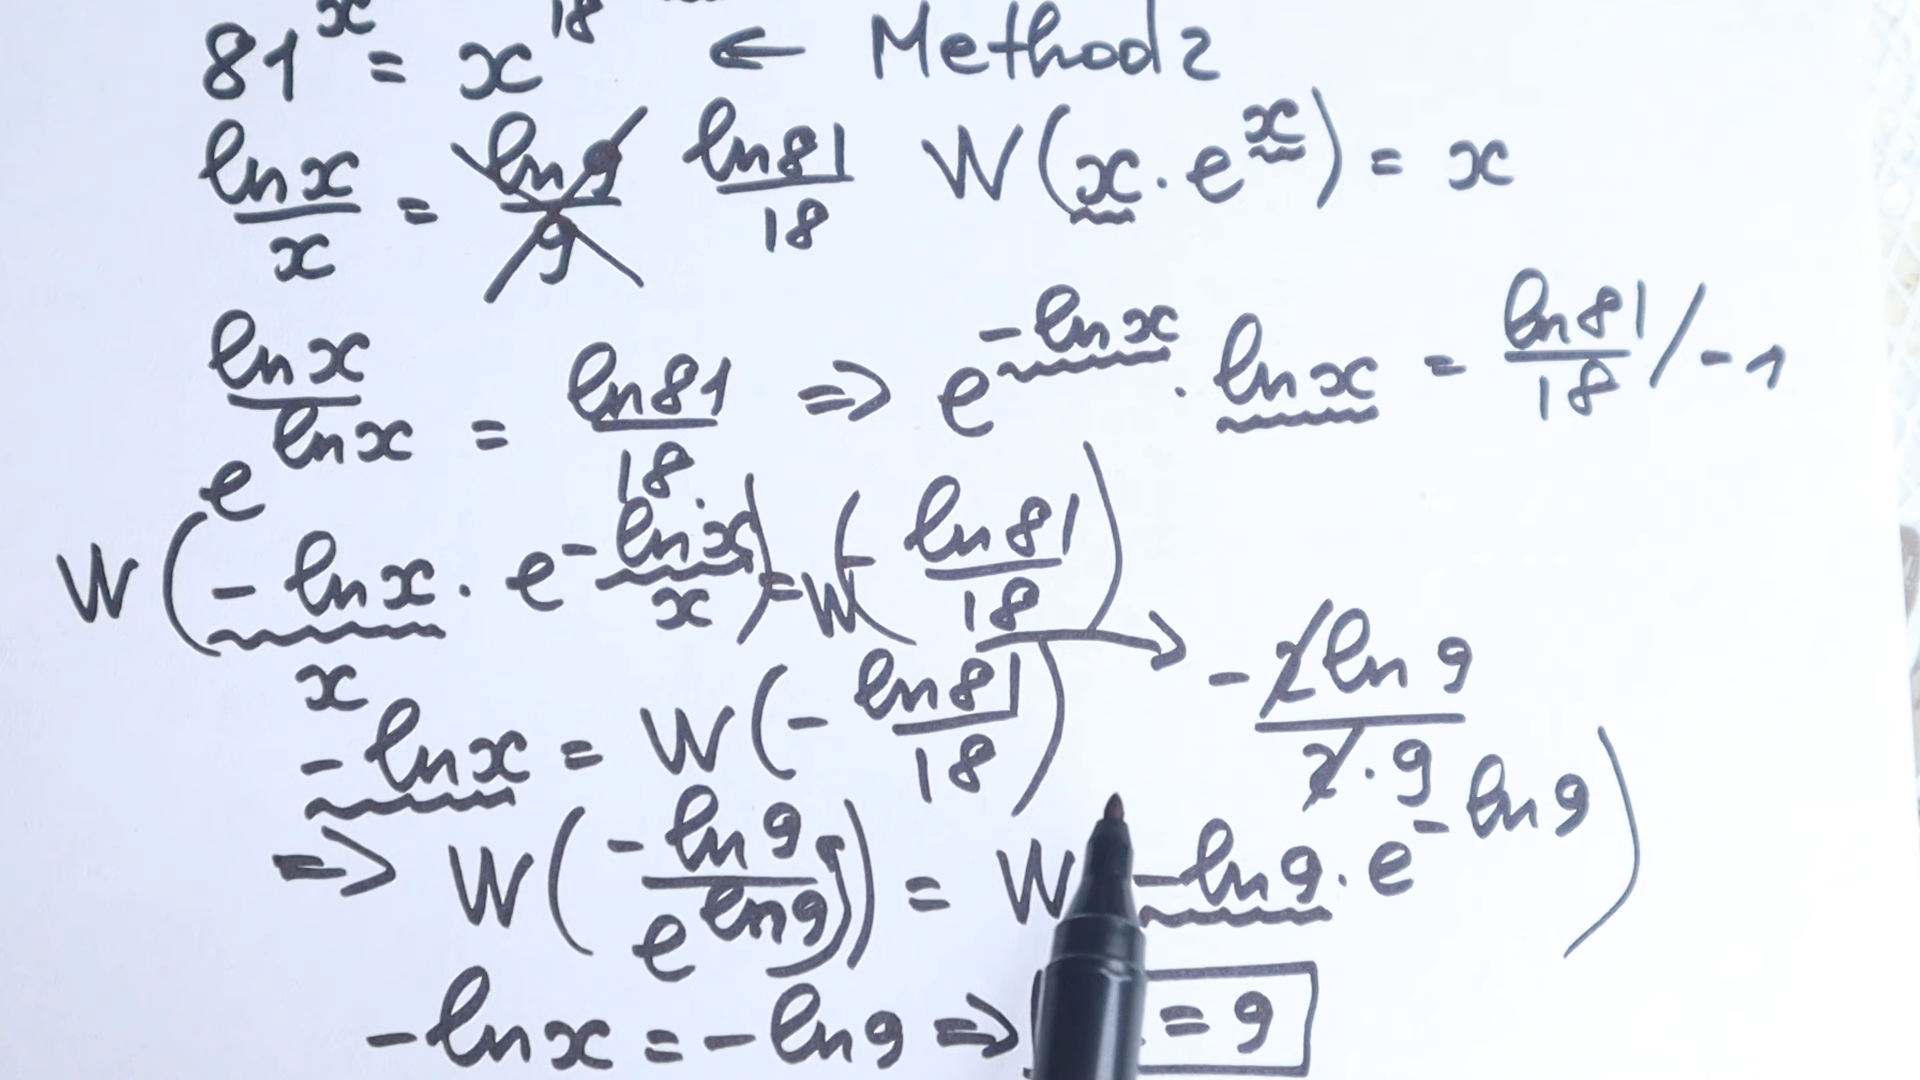 81^x = x^18 ← Method 2
ln x / x = ln 9 / 9 ln 81 / 18 W(x · e^x) = x
ln x / e^(ln x) = ln 81 / 18 ⇒ e^(-ln x) · ln x = ln 81 / 18 / -1
W(-ln x · e^(-ln x)) = W(- ln 81 / 18)
x x
→ - 2 ln 9 / 2 · 9
-ln x = W(- ln 81 / 18)
⇒ W(-ln 9 / e^(ln 9)) = W -ln 9 · e^(-ln 9))
-ln x = -ln 9 ⇒ = 9